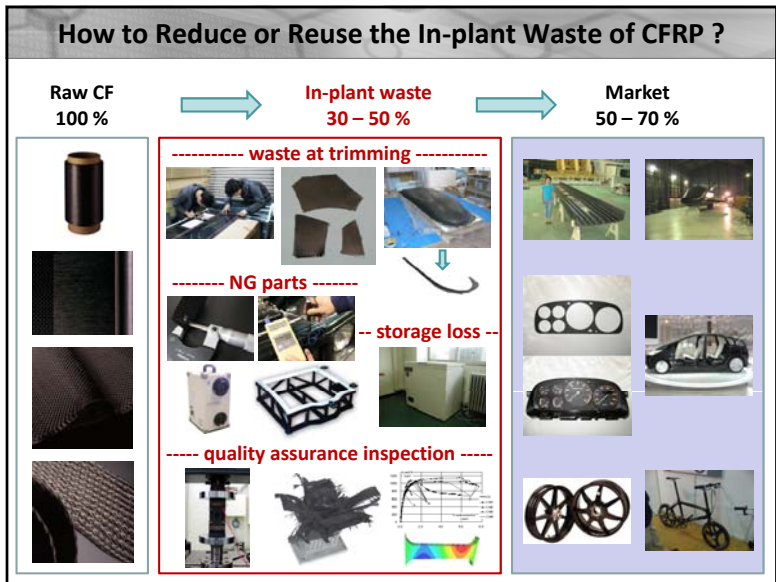 How to Reduce or Reuse the In-plant Waste of CFRP ?
Raw CF
100 %
In-plant waste
30 – 50 %
Market
50 – 70 %
----------- waste at trimming -----------
-------- NG parts -------
-- storage loss --
----- quality assurance inspection -----